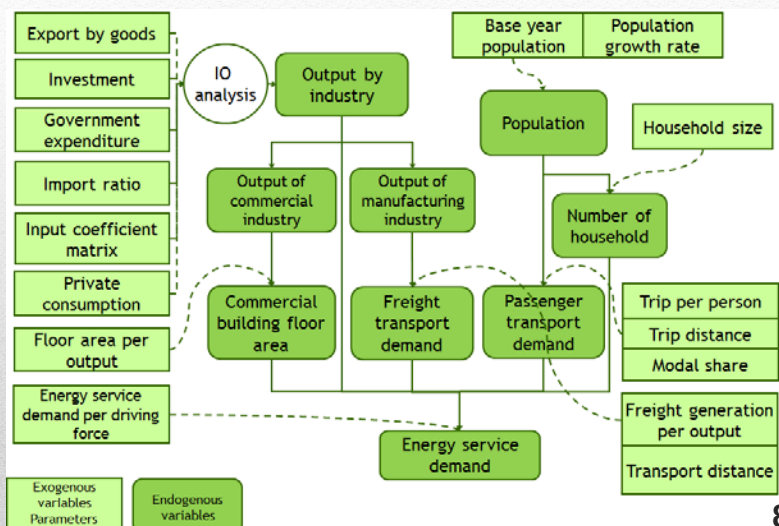 Export by goods
Investment
Government
expenditure
Import ratio
Input coefficient
matrix
Private
consumption
Floor area per
output
Energy service
demand per driving
force
IO
analysis
Output by
industry
Output of
commercial
industry
Output of
manufacturing
industry
Commercial
building floor
area
Freight
transport
demand
Base year
population
Population
growth rate
Population
Household size
Number of
household
Passenger
transport
demand
Trip per person
Trip distance
Modal share
Freight generation
per output
Transport distance
Energy service
demand
Exogenous
variables
Parameters
Endogenous
variables